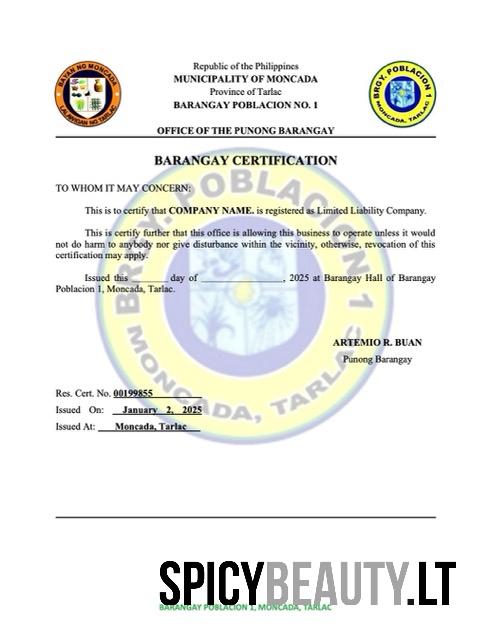 Republic of the Philippines
MUNICIPALITY OF MONCADA
Province of Tarlac
BARANGAY POBLACION NO. 1
OFFICE OF THE PUNONG BARANGAY
BAYAN NG MONCADA
LALAWIGAN NG TARLAC
BRGY. POBLACION 1
MONCADA, TARLAC
BARANGAY CERTIFICATION
TO WHOM IT MAY CONCERN:
This is to certify that COMPANY NAME. is registered as Limited Liability Company.
This is certify further that this office is allowing this business to operate unless it would
not do harm to anybody nor give disturbance within the vicinity, otherwise, revocation of this
certification may apply.
Issued this ________ day of _________________, 2025 at Barangay Hall of Barangay
Poblacion 1, Moncada, Tarlac.
BRGY. POBLACION 1
MONCADA, TARLAC
ARTEMIO R. BUAN
Punong Barangay
Res. Cert. No. 00199855
Issued On: January 2, 2025
Issued At: Moncada, Tarlac
SPICYBEAUTY.LT
BARANGAY POBLACION 1, MONCADA, TARLAC